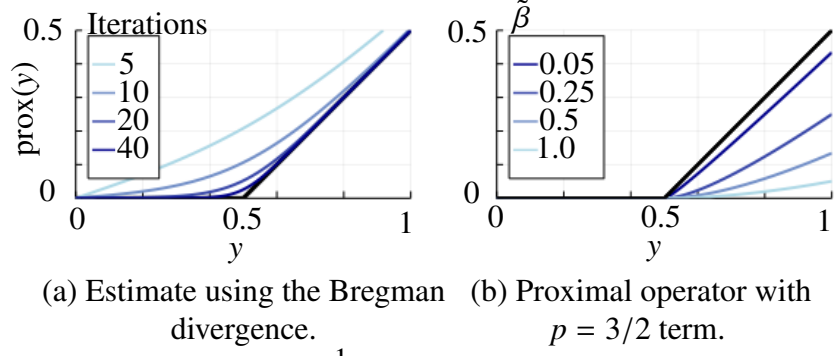 Iterations
0.5
5
10
20
40
prox(y)
0
0
0.5
1
y
(a) Estimate using the Bregman
divergence.
β̃
0.5
0.05
0.25
0.5
1.0
0
0
0.5
1
y
(b) Proximal operator with
p = 3/2 term.
1